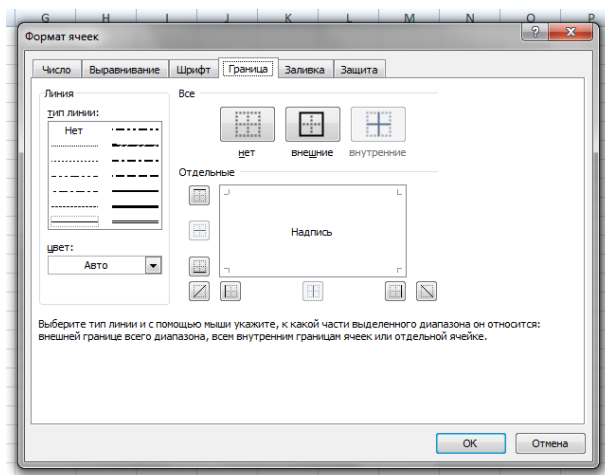 G H I J K L M N O P
Формат ячеек
Число Выравнивание Шрифт Граница Заливка Защита
Линия
тип линии:
Нет
цвет:
Авто
Все
нет внешние внутренние
Отдельные
Надпись
Выберите тип линии и с помощью мыши укажите, к какой части выделенного диапазона он относится:
внешней границе всего диапазона, всем внутренним границам ячеек или отдельной ячейке.
ОК Отмена